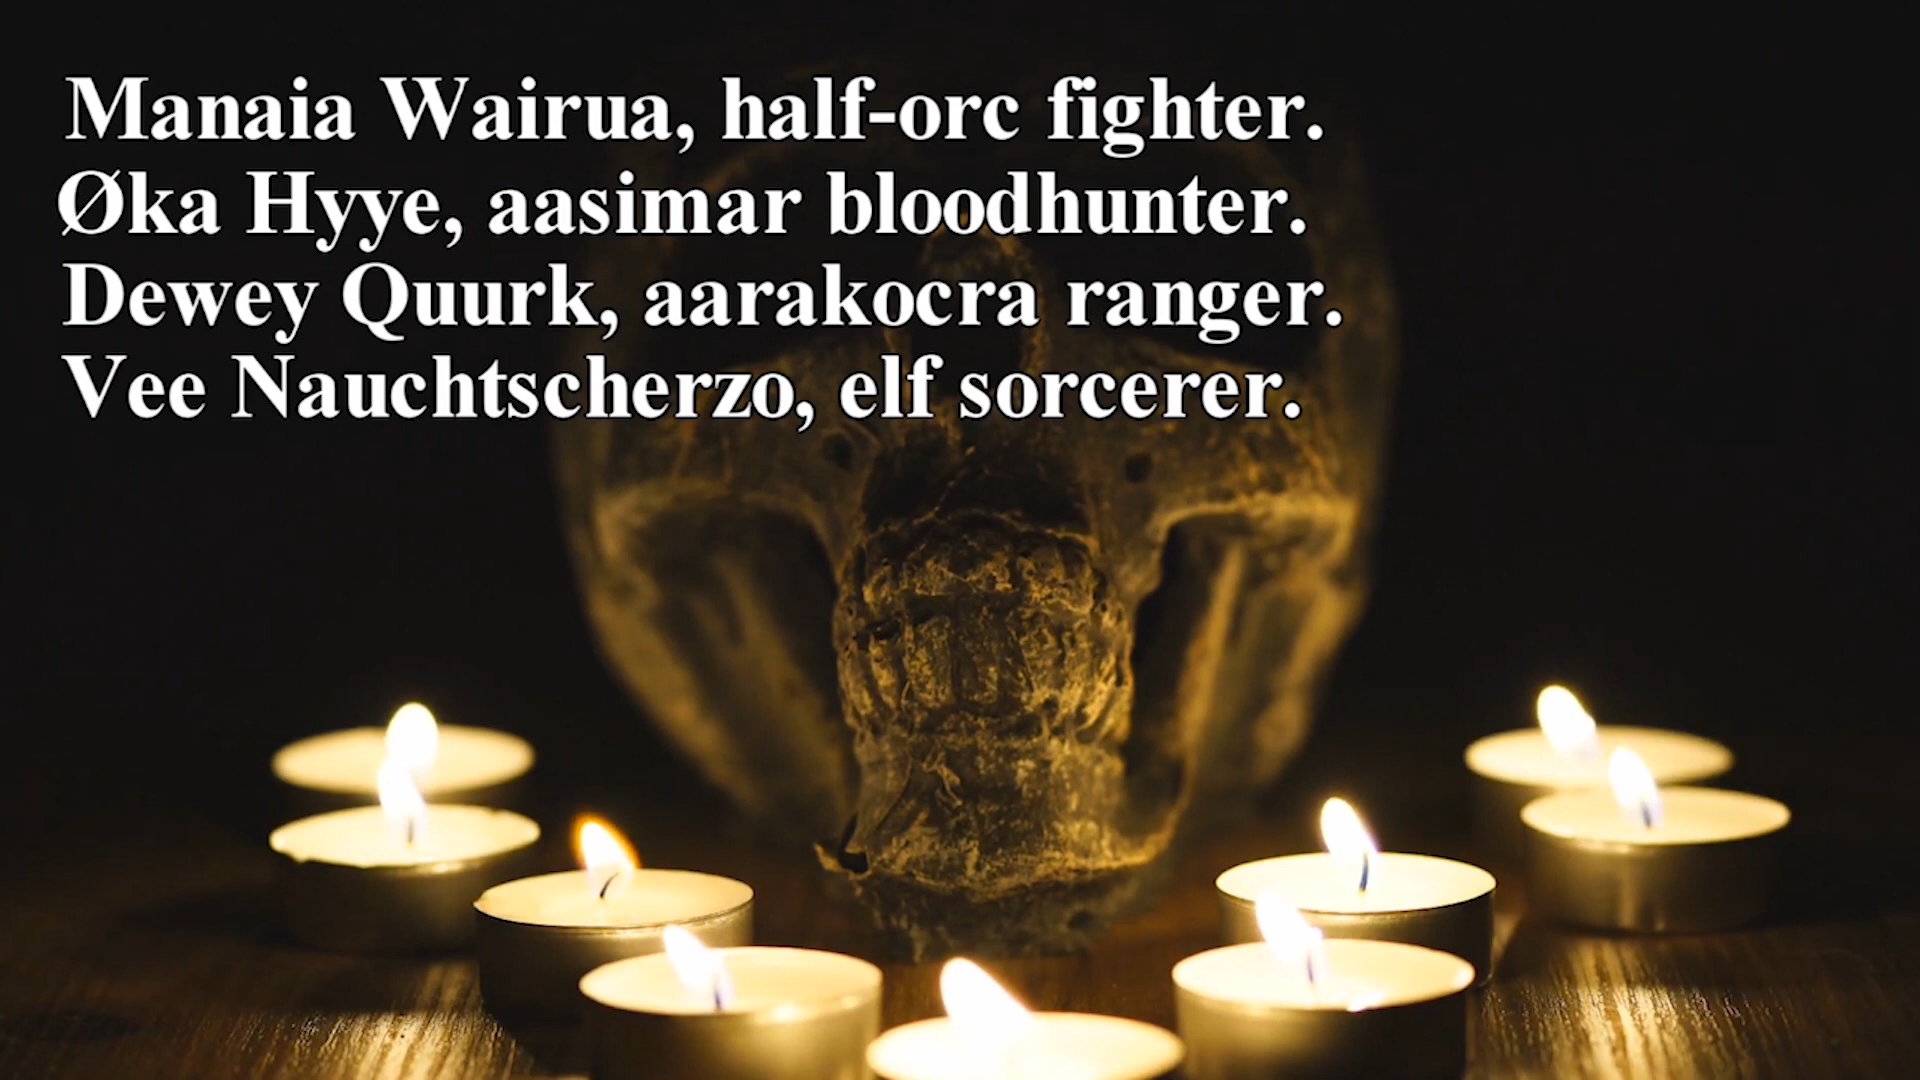 Manaia Wairua, half-orc fighter.
Øka Hyye, aasimar bloodhunter.
Dewey Quurk, aarakocra ranger.
Vee Nauchtscherzo, elf sorcerer.